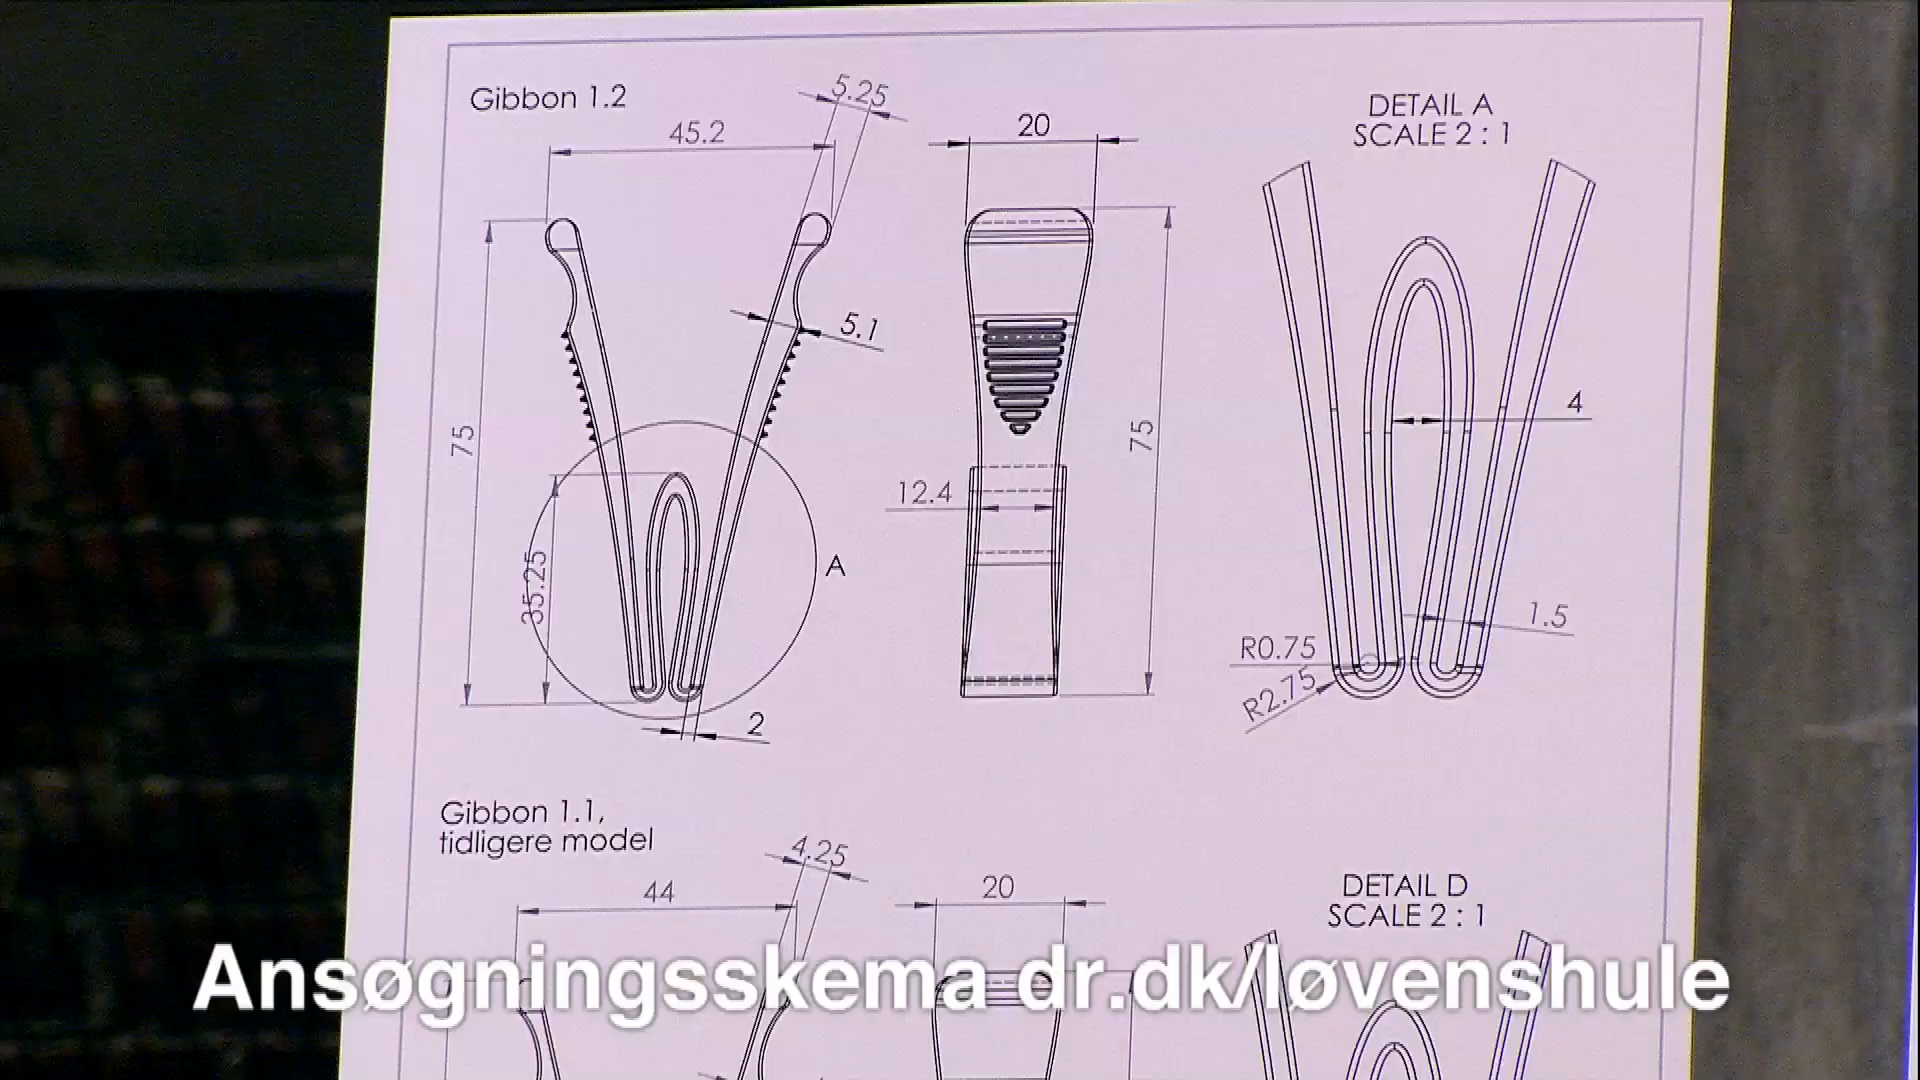 Gibbon 1.2
5.25
45.2
20
DETAIL A
SCALE 2 : 1
5.1
75
75
4
12.4
35.25
A
1.5
R0.75
R2.75
2
Gibbon 1.1,
tidligere model
4.25
44
20
DETAIL D
SCALE 2 : 1
Ansøgningsskema dr.dk/løvenshule